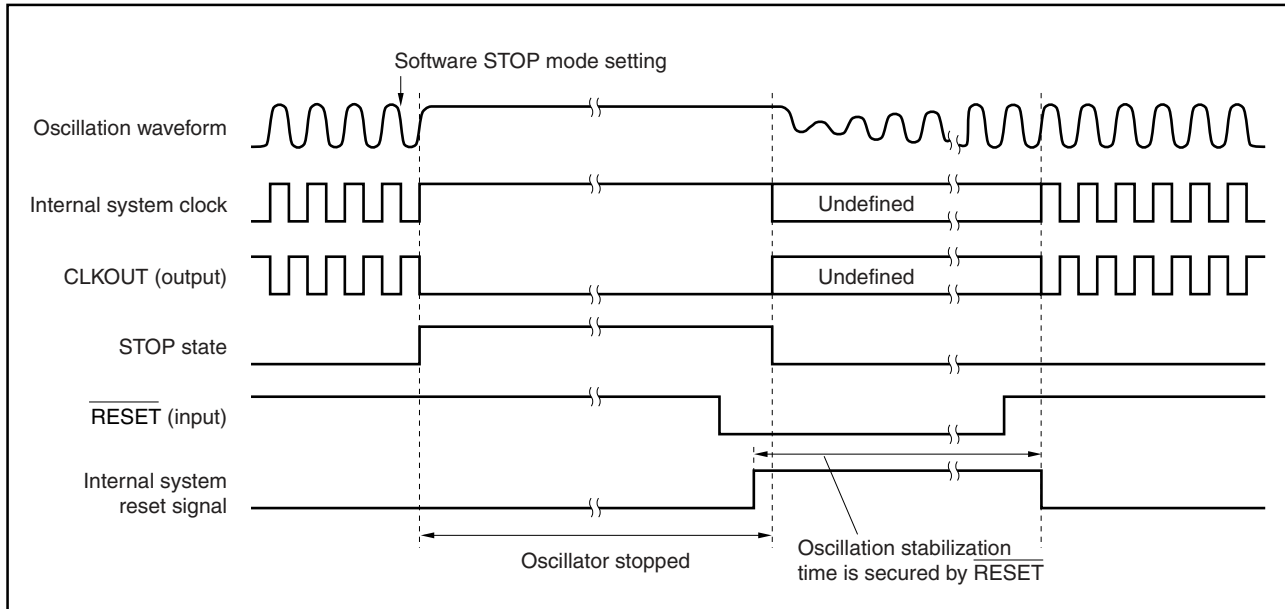 Software STOP mode setting
Oscillation waveform
Internal system clock
Undefined
CLKOUT (output)
Undefined
STOP state
RESET (input)
Internal system
reset signal
Oscillator stopped
Oscillation stabilization
time is secured by RESET